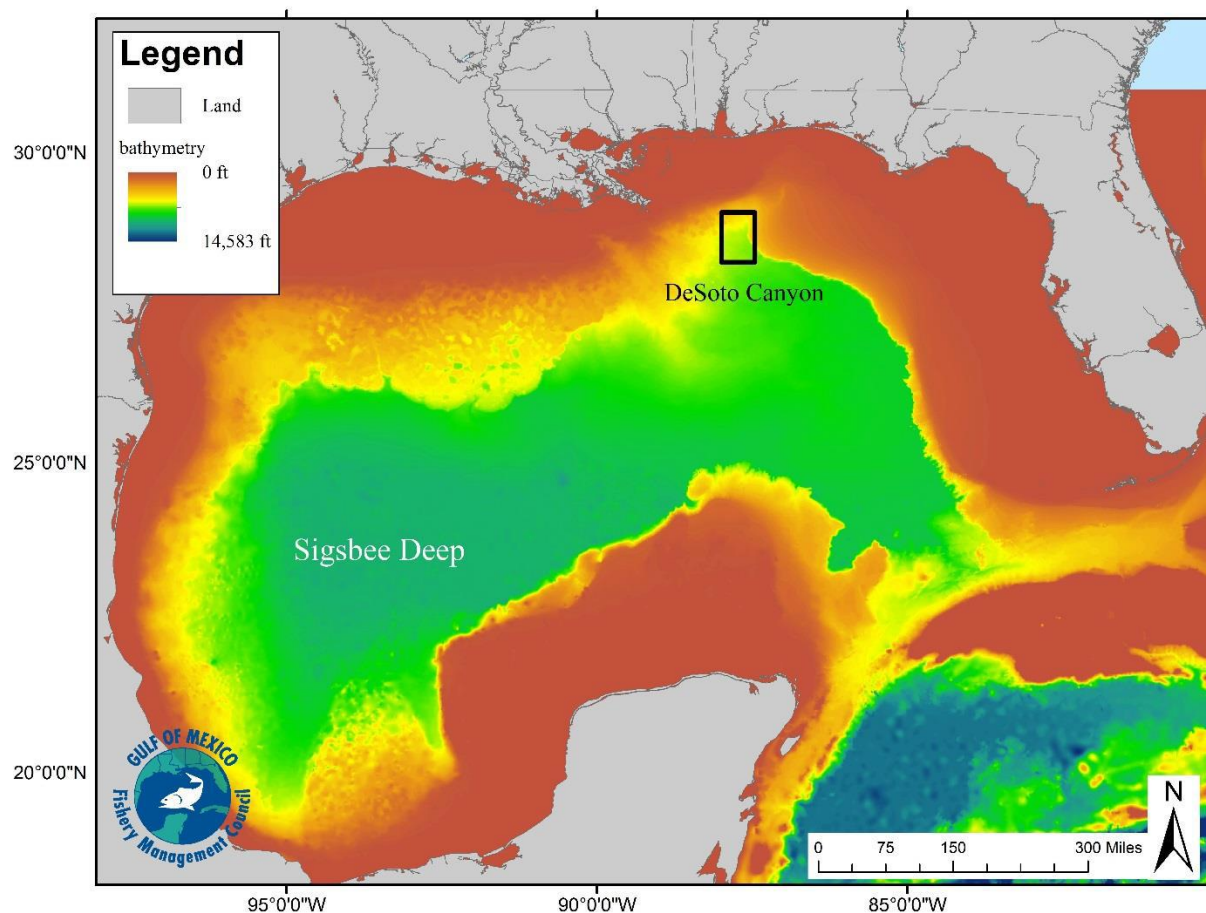 Legend
Land
bathymetry
0 ft
14,583 ft
30°0'0"N
25°0'0"N
20°0'0"N
DeSoto Canyon
Sigsbee Deep
GULF OF MEXICO
Fishery Management Council
N
0 75 150 300 Miles
95°0'0"W 90°0'0"W 85°0'0"W